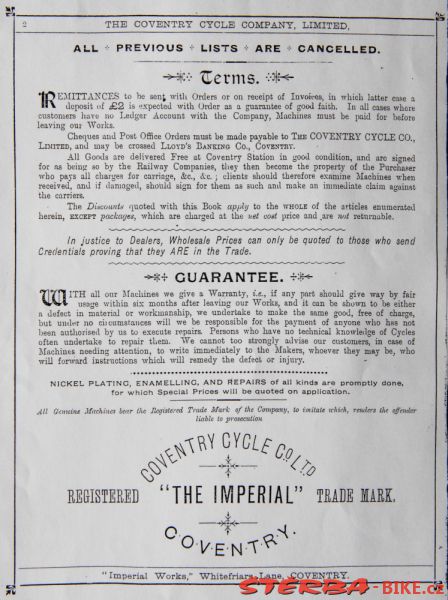 2 THE COVENTRY CYCLE COMPANY, LIMITED.
ALL PREVIOUS LISTS ARE CANCELLED.
Terms.
REMITTANCES to be sent with Orders or on receipt of Invoices, in which latter case a
deposit of £2 is expected with Order as a guarantee of good faith. In all cases where
customers have no Ledger Account with the Company, Machines must be paid for before
leaving our Works.
Cheques and Post Office Orders must be made payable to THE COVENTRY CYCLE CO.,
LIMITED, and may be crossed LLOYD'S BANKING CO., COVENTRY.
All Goods are delivered Free at Coventry Station in good condition, and are signed
for as being so by the Railway Companies, they then become the property of the Purchaser
who pays all charges for carriage, &c., &c.; clients should therefore examine Machines when
received, and if damaged, should sign for them as such and make an immediate claim against
the carriers.
The Discounts quoted with this Book apply to the WHOLE of the articles enumerated
herein, EXCEPT packages, which are charged at the net cost price and are not returnable.
In justice to Dealers, Wholesale Prices can only be quoted to those who send
Credentials proving that they ARE in the Trade.
GUARANTEE.
WITH all our Machines we give a Warranty, i.e., if any part should give way by fair
usage within six months after leaving our Works, and it can be shown to be either
a defect in material or workmanship, we undertake to make the same good, free of charge,
but under no circumstances will we be responsible for the payment of anyone who has not
been authorised by us to execute repairs. Persons who have no technical knowledge of Cycles
often undertake to repair them. We cannot too strongly advise our customers, in case of
Machines needing attention, to write immediately to the Makers, whoever they may be, who
will forward instructions which will remedy the defect or injury.
NICKEL PLATING, ENAMELLING, AND REPAIRS of all kinds are promptly done,
for which Special Prices will be quoted on application.
All Genuine Machines bear the Registered Trade Mark of the Company, to imitate which, renders the offender
liable to prosecution
COVENTRY CYCLE CO. LTD
REGISTERED "THE IMPERIAL" TRADE MARK.
COVENTRY.
"Imperial Works," Whitefriars Lane, COVENTRY.
STERBA-BIKE.cz